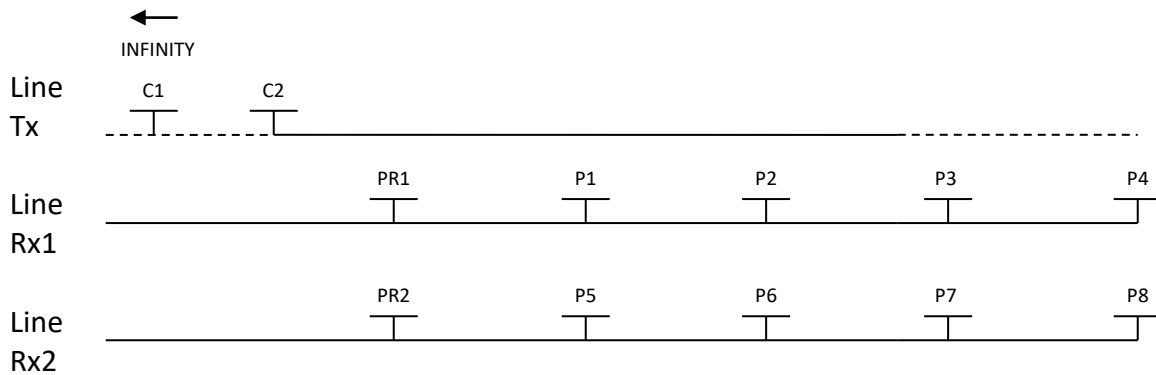 INFINITY
Line Tx
C1 C2
Line Rx1
PR1 P1 P2 P3 P4
Line Rx2
PR2 P5 P6 P7 P8